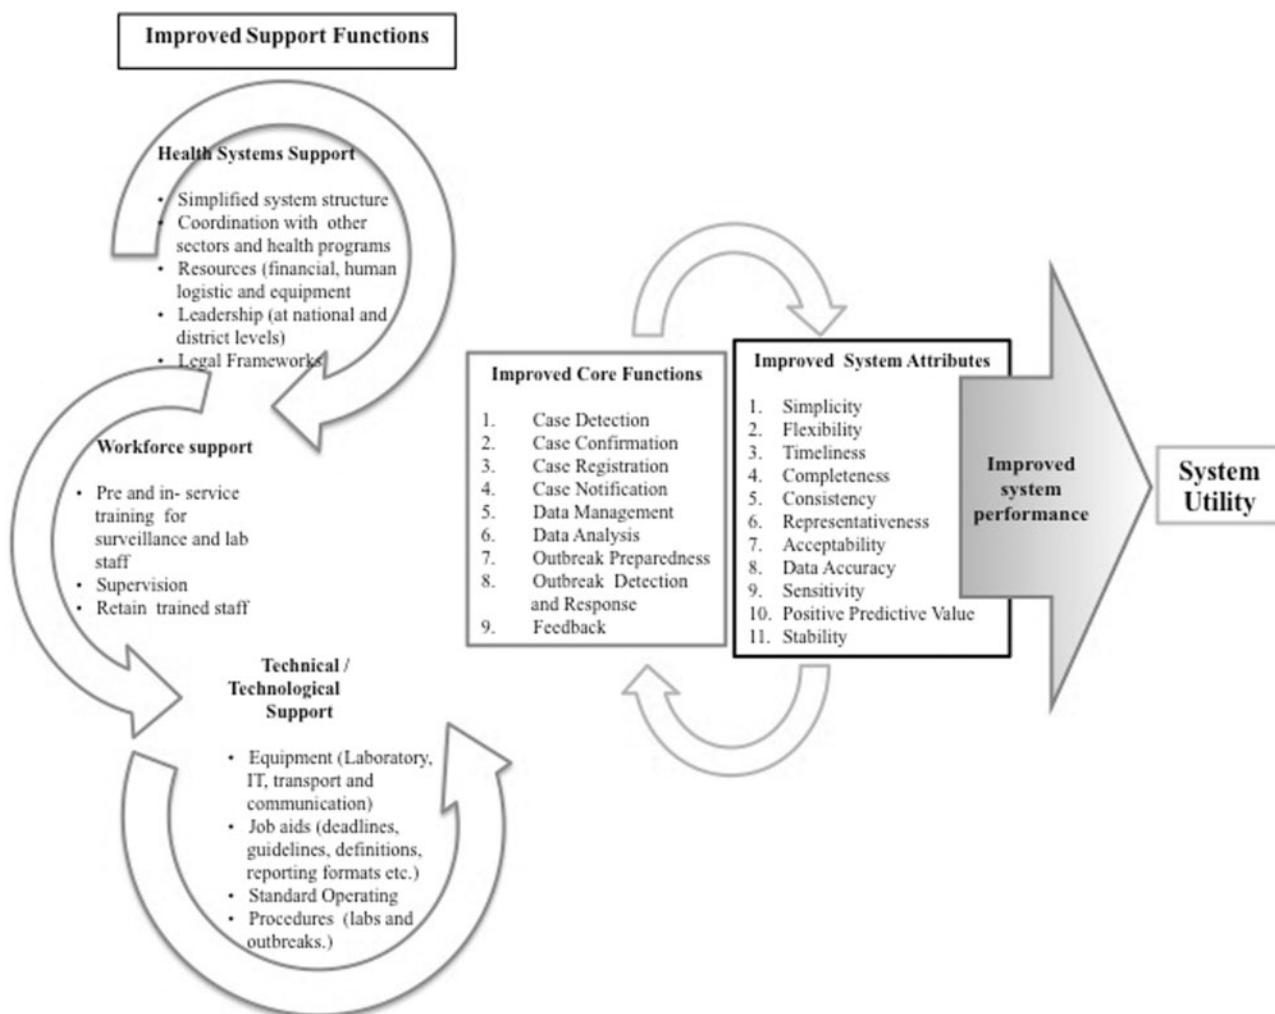 Improved Support Functions
Health Systems Support
• Simplified system structure
• Coordination with other
sectors and health programs
• Resources (financial, human
logistic and equipment
• Leadership (at national and
district levels)
• Legal Frameworks
Workforce support
• Pre and in- service
training for
surveillance and lab
staff
• Supervision
• Retain trained staff
Technical /
Technological
Support
• Equipment (Laboratory,
IT, transport and
communication)
• Job aids (deadlines,
guidelines, definitions,
reporting formats etc.)
• Standard Operating
• Procedures (labs and
outbreaks.)
Improved Core Functions
1. Case Detection
2. Case Confirmation
3. Case Registration
4. Case Notification
5. Data Management
6. Data Analysis
7. Outbreak Preparedness
8. Outbreak Detection
and Response
9. Feedback
Improved System Attributes
1. Simplicity
2. Flexibility
3. Timeliness
4. Completeness
5. Consistency
6. Representativeness
7. Acceptability
8. Data Accuracy
9. Sensitivity
10. Positive Predictive Value
11. Stability
Improved
system
performance
System
Utility